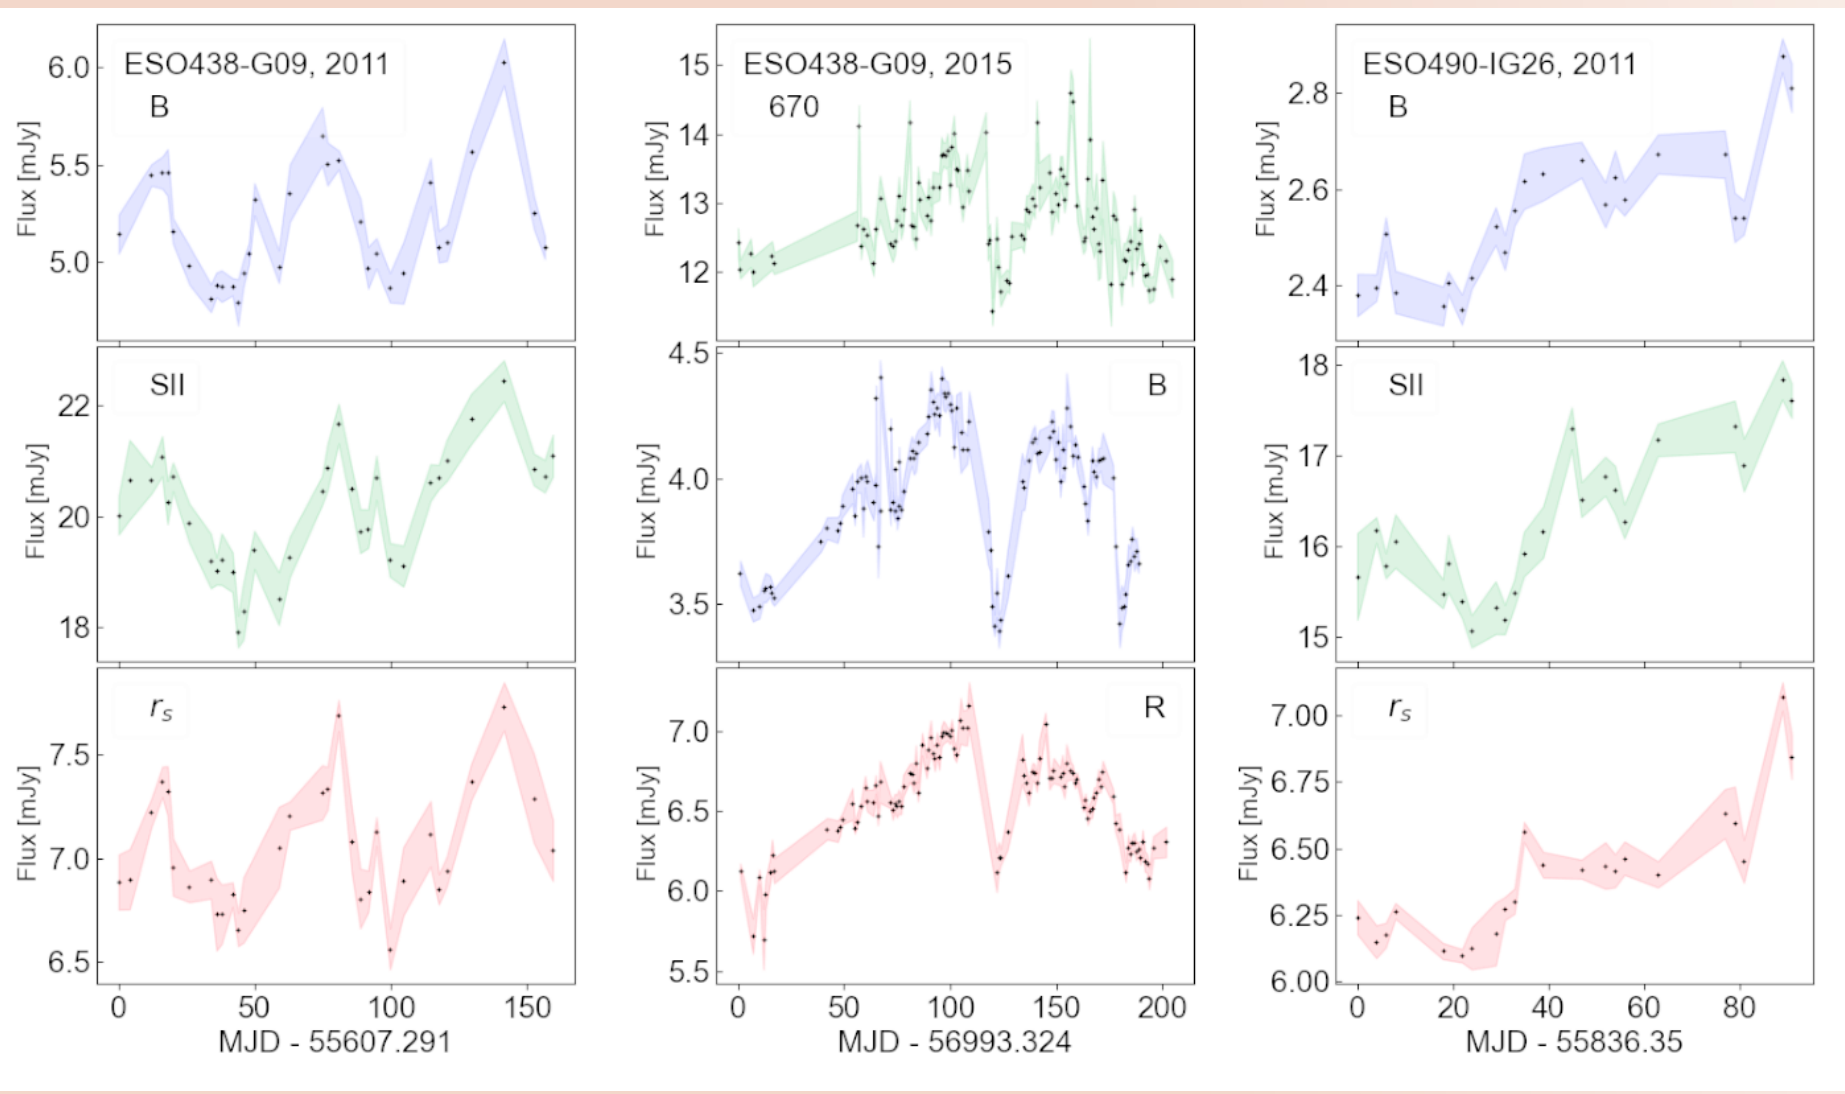 ESO438-G09, 2011
B
6.0
5.5
5.0
Flux [mJy]
ESO438-G09, 2015
670
15
14
13
12
Flux [mJy]
ESO490-IG26, 2011
B
2.8
2.6
2.4
Flux [mJy]
SII
22
20
18
Flux [mJy]
B
4.5
4.0
3.5
Flux [mJy]
SII
18
17
16
15
Flux [mJy]
rs
7.5
7.0
6.5
Flux [mJy]
0 50 100 150
MJD - 55607.291
R
7.0
6.5
6.0
5.5
Flux [mJy]
0 50 100 150 200
MJD - 56993.324
rs
7.00
6.75
6.50
6.25
6.00
Flux [mJy]
0 20 40 60 80
MJD - 55836.35